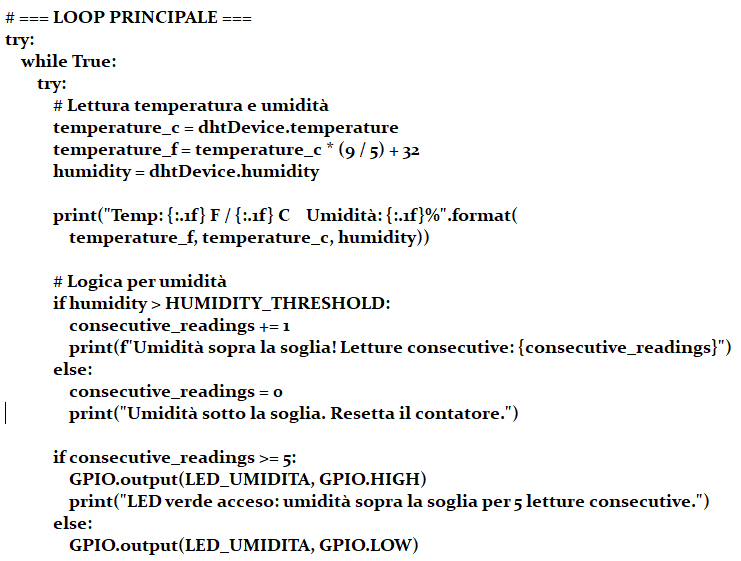 # === LOOP PRINCIPALE ===
try:
    while True:
        try:
            # Lettura temperatura e umidità
            temperature_c = dhtDevice.temperature
            temperature_f = temperature_c * (9 / 5) + 32
            humidity = dhtDevice.humidity

            print("Temp: {:.1f} F / {:.1f} C    Umidità: {:.1f}%".format(
                temperature_f, temperature_c, humidity))

            # Logica per umidità
            if humidity > HUMIDITY_THRESHOLD:
                consecutive_readings += 1
                print(f"Umidità sopra la soglia! Letture consecutive: {consecutive_readings}")
            else:
                consecutive_readings = 0
                print("Umidità sotto la soglia. Resetta il contatore.")

            if consecutive_readings >= 5:
                GPIO.output(LED_UMIDITA, GPIO.HIGH)
                print("LED verde acceso: umidità sopra la soglia per 5 letture consecutive.")
            else:
                GPIO.output(LED_UMIDITA, GPIO.LOW)